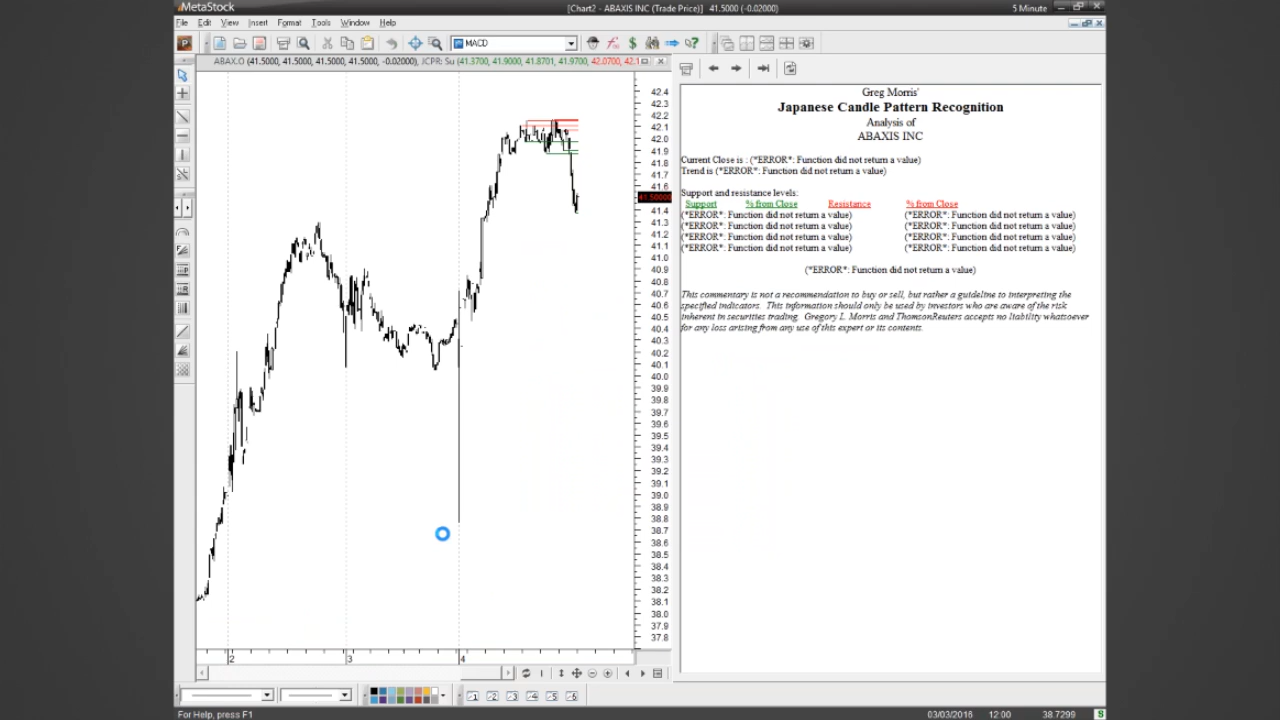 MetaStock
[Chart2 - ABAXIS INC (Trade Price)] 41.5000 (-0.02000)
5 Minute
File Edit View Insert Format Tools Window Help
MACD
ABAX.O (41.5000, 41.5000, 41.5000, 41.5000, -0.02000), JCPR: Su (41.3700, 41.9000, 41.8701, 41.9700, 42.0700, 42.1
42.4
42.3
42.2
42.1
42.0
41.9
41.8
41.7
41.6
41.50000
41.4
41.3
41.2
41.1
41.0
40.9
40.8
40.7
40.6
40.5
40.4
40.3
40.2
40.1
40.0
39.9
39.8
39.7
39.6
39.5
39.4
39.3
39.2
39.1
39.0
38.9
38.8
38.7
38.6
38.5
38.4
38.3
38.2
38.1
38.0
37.9
37.8
2 3 4
Greg Morris'
Japanese Candle Pattern Recognition
Analysis of
ABAXIS INC
Current Close is : (*ERROR*: Function did not return a value)
Trend is (*ERROR*: Function did not return a value)
Support and resistance levels:
Support % from Close Resistance % from Close
(*ERROR*: Function did not return a value) (*ERROR*: Function did not return a value)
(*ERROR*: Function did not return a value) (*ERROR*: Function did not return a value)
(*ERROR*: Function did not return a value) (*ERROR*: Function did not return a value)
(*ERROR*: Function did not return a value) (*ERROR*: Function did not return a value)
(*ERROR*: Function did not return a value)
This commentary is not a recommendation to buy or sell, but rather a guideline to interpreting the
specified indicators. This information should only be used by investors who are aware of the risk
inherent in securities trading. Gregory L. Morris and ThomsonReuters accepts no liability whatsoever
for any loss arising from any use of this expert or its contents.
1 2 3 4 5 6
For Help, press F1
03/03/2016 12:00 38.7299 S